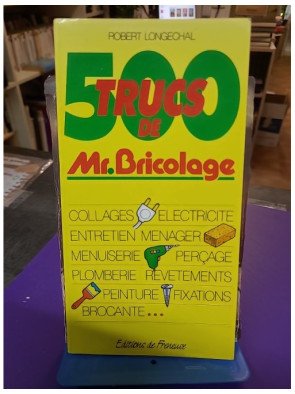 ROBERT LONGECHAL
500
TRUCS
DE
Mr. Bricolage
COLLAGES ELECTRICITE
ENTRETIEN MENAGER
MENUISERIE PERÇAGE
PLOMBERIE REVETEMENTS
PEINTURE FIXATIONS
BROCANTE...
Editions de Freneuse